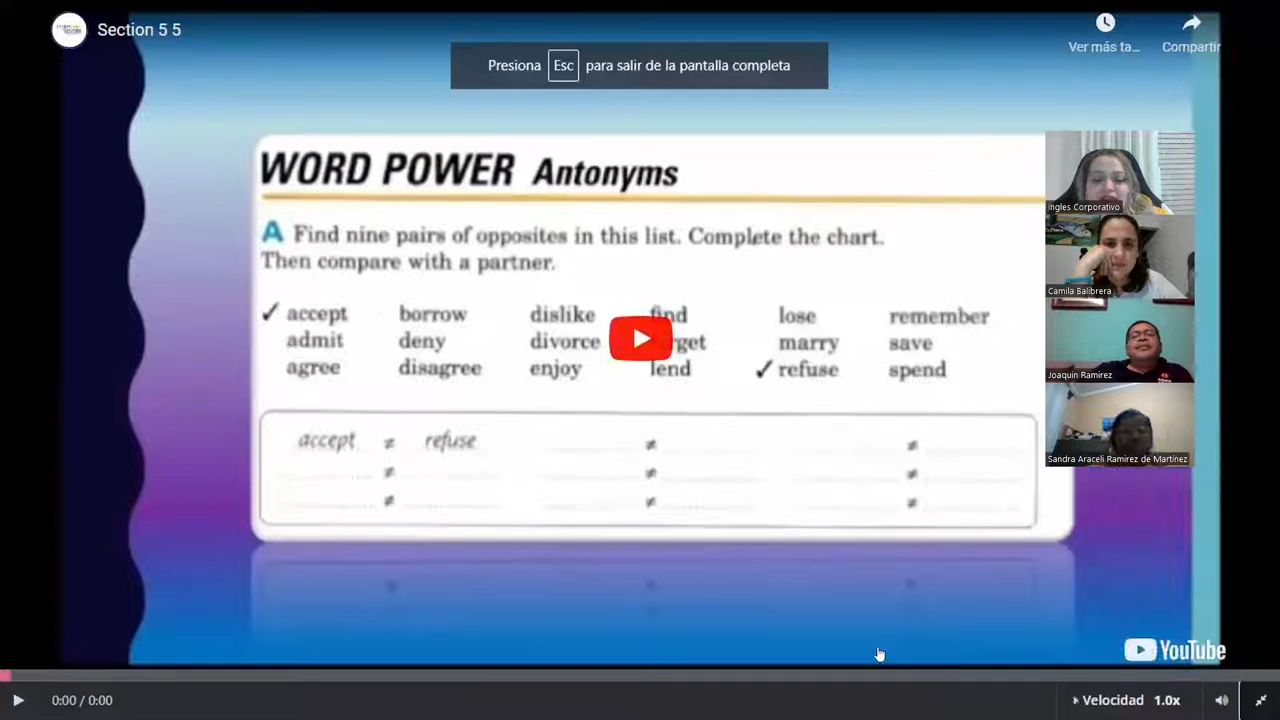 Section 5 5
Ver más ta...
Compartir
Presiona Esc para salir de la pantalla completa
WORD POWER Antonyms
A Find nine pairs of opposites in this list. Complete the chart.
Then compare with a partner.
✓ accept borrow dislike find lose remember
admit deny divorce rget marry save
agree disagree enjoy lend ✓ refuse spend
accept ≠ refuse ≠ ≠
≠ ≠ ≠
≠ ≠ ≠
Ingles Corporativo
Camila Balibrera
Joaquin Ramirez
Sandra Araceli Ramirez de Martinez
YouTube
0:00 / 0:00
Velocidad 1.0x